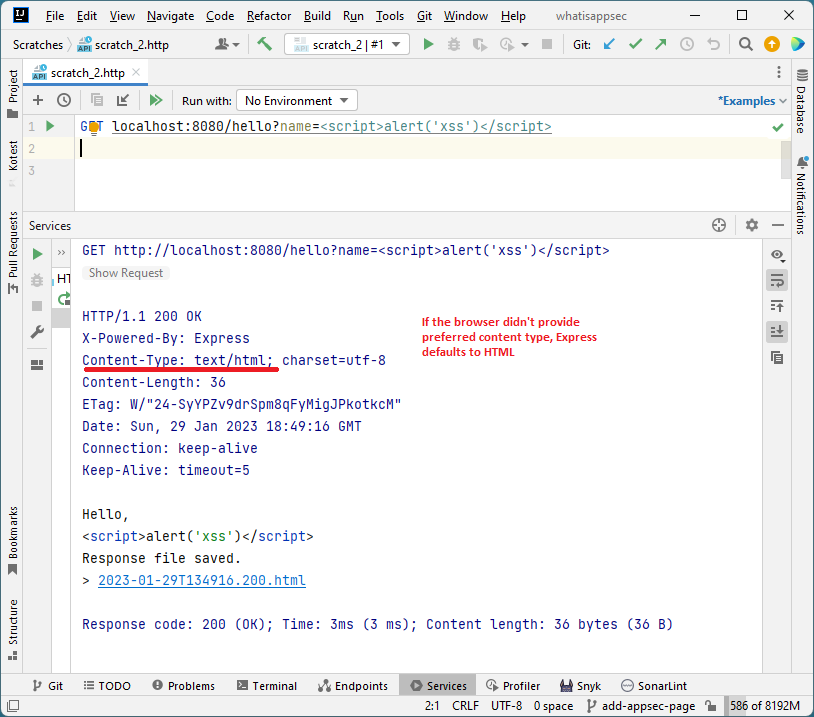 File Edit View Navigate Code Refactor Build Run Tools Git Window Help whatisappsec
Scratches scratch_2.http scratch_2 | #1 Git:
scratch_2.http
Run with: No Environment *Examples
1 GET localhost:8080/hello?name=<script>alert('xss')</script>
2
3
Project
Kotest
Pull Requests
Bookmarks
Structure
Database
Notifications
Services
HT
GET http://localhost:8080/hello?name=<script>alert('xss')</script>
Show Request
HTTP/1.1 200 OK
X-Powered-By: Express
Content-Type: text/html; charset=utf-8
Content-Length: 36
ETag: W/"24-SyYPZv9drSpm8qFyMigJPkotkcM"
Date: Sun, 29 Jan 2023 18:49:16 GMT
Connection: keep-alive
Keep-Alive: timeout=5
If the browser didn't provide
preferred content type, Express
defaults to HTML
Hello,
<script>alert('xss')</script>
Response file saved.
> 2023-01-29T134916.200.html
Response code: 200 (OK); Time: 3ms (3 ms); Content length: 36 bytes (36 B)
Git TODO Problems Terminal Endpoints Services Profiler Snyk SonarLint
2:1 CRLF UTF-8 0 space add-appsec-page 586 of 8192M